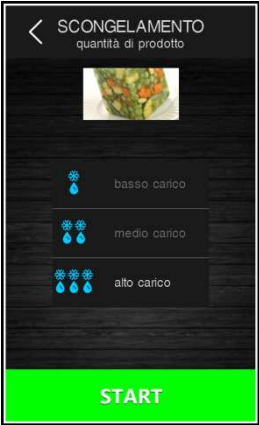 SCONGELAMENTO
quantità di prodotto
basso carico
medio carico
alto carico
START